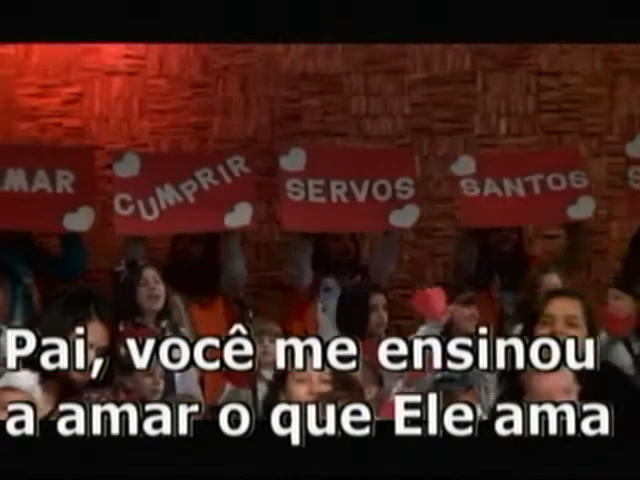 MAR
CUMPRIR
SERVOS
SANTOS
S
Pai, você me ensinou
a amar o que Ele ama